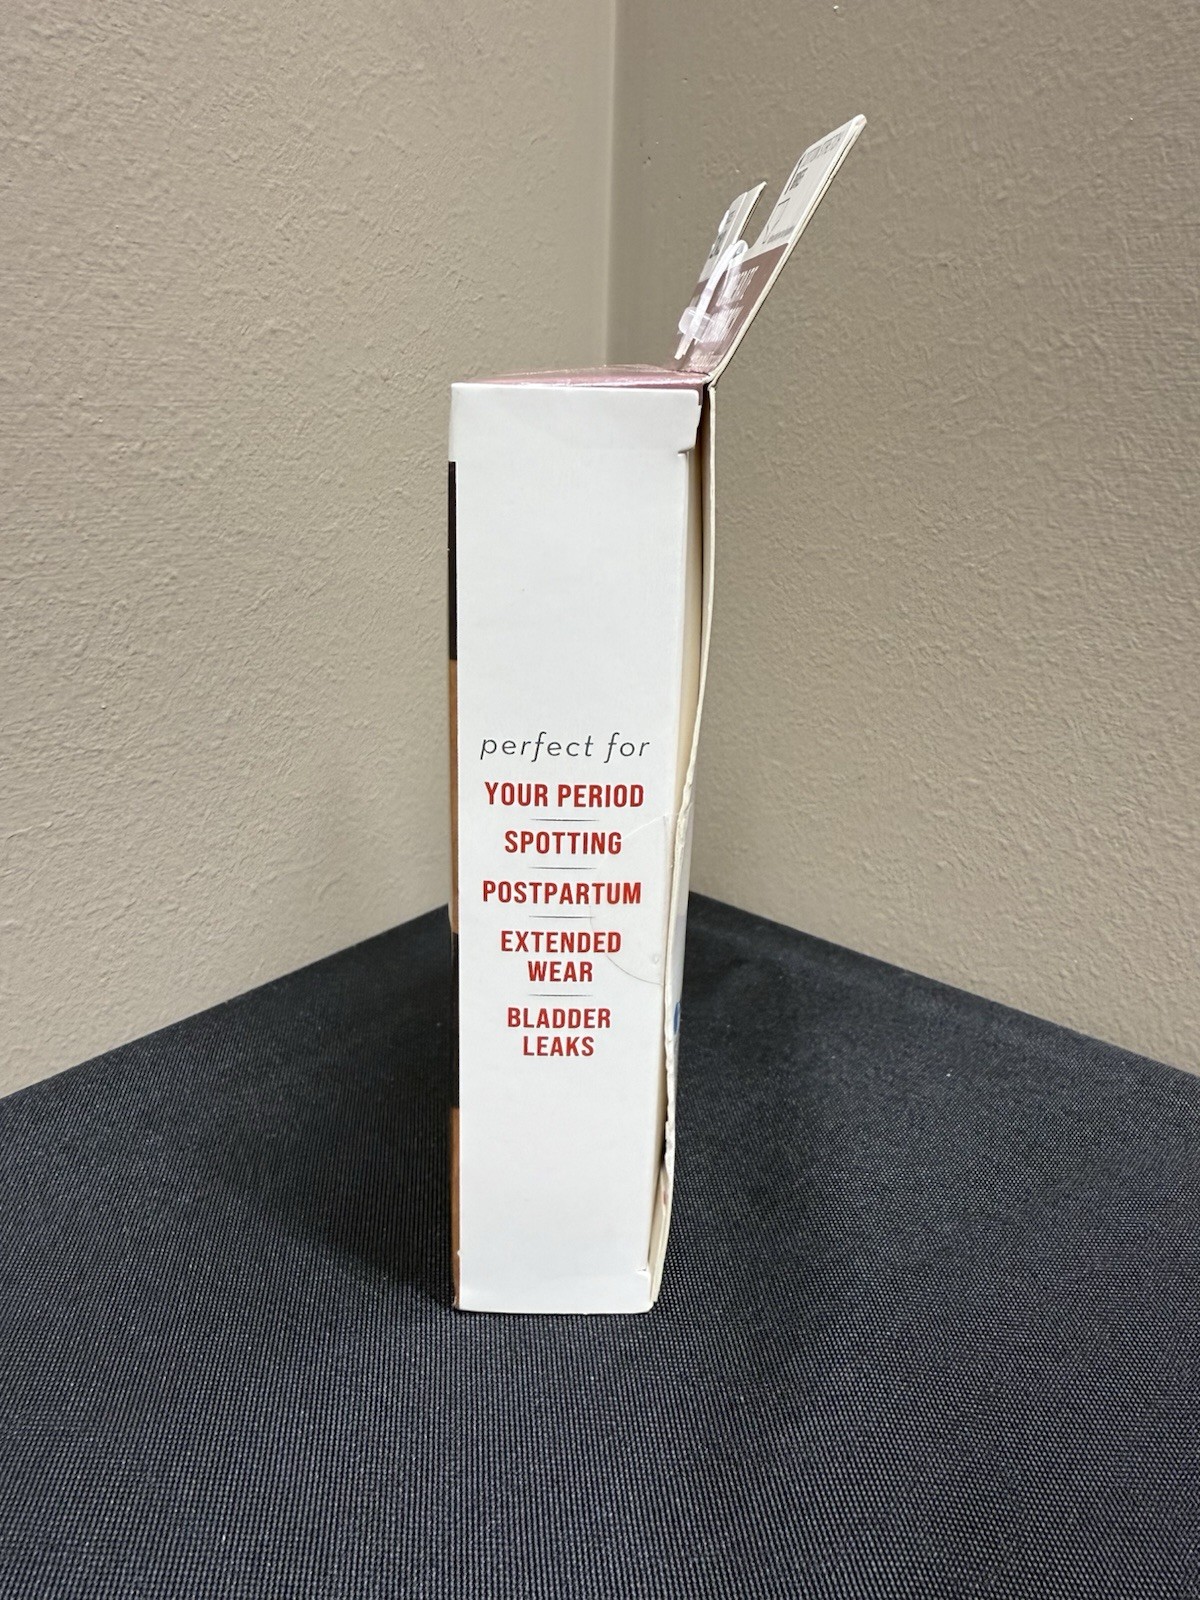 perfect for
YOUR PERIOD
SPOTTING
POSTPARTUM
EXTENDED
WEAR
BLADDER
LEAKS